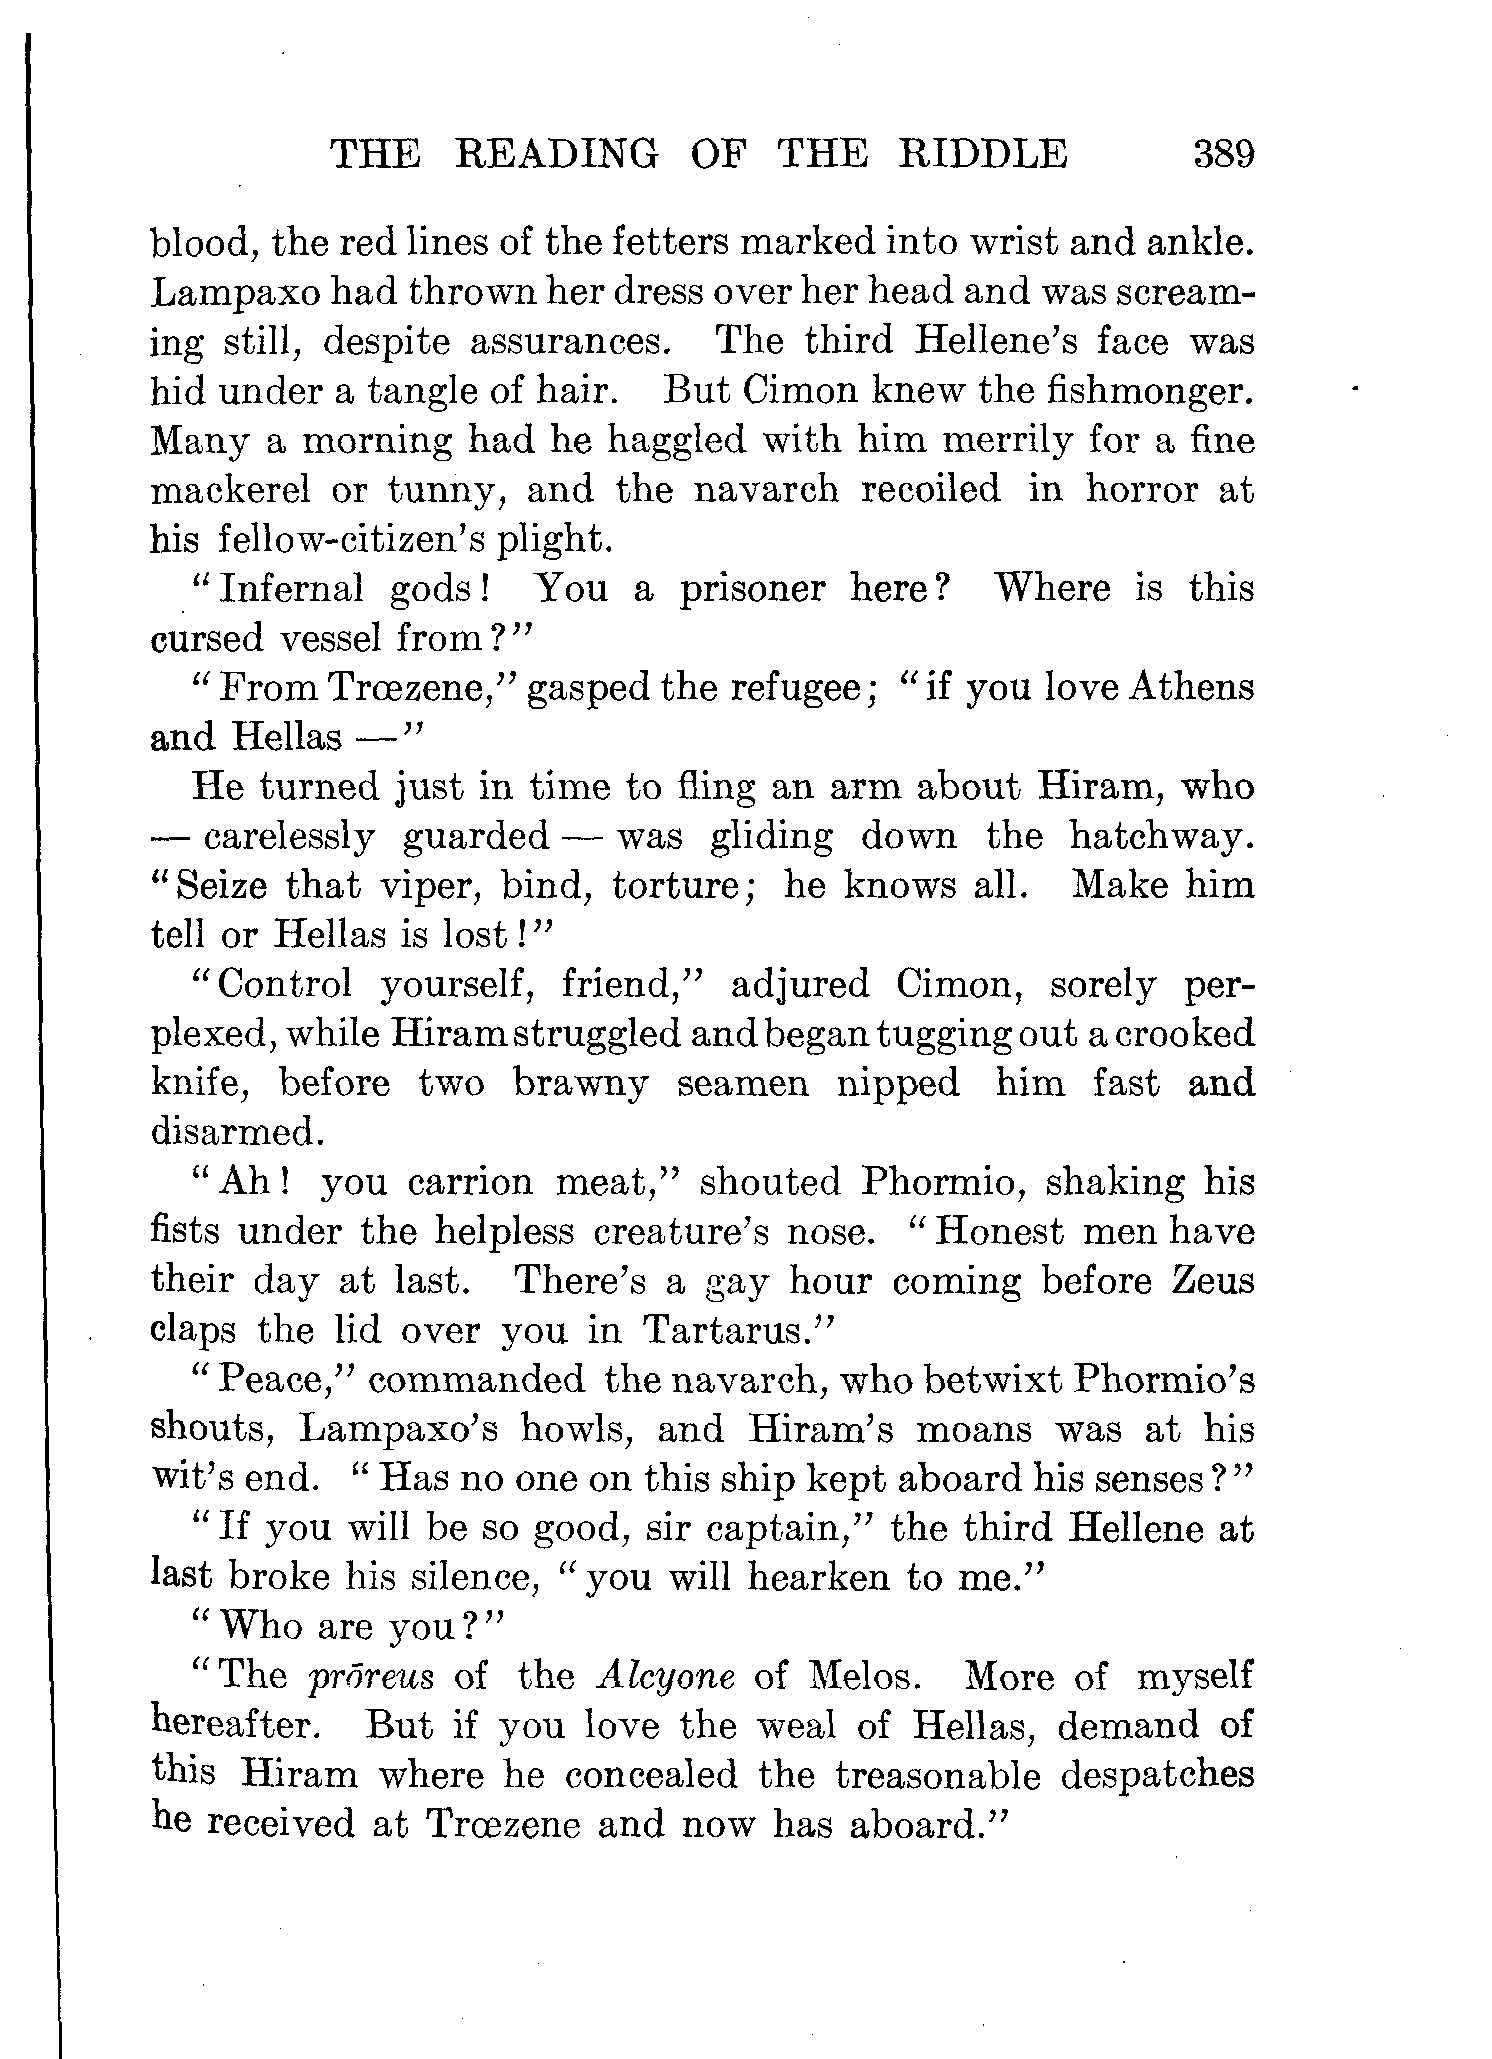 THE READING OF THE RIDDLE 389
blood, the red lines of the fetters marked into wrist and ankle.
Lampaxo had thrown her dress over her head and was scream-
ing still, despite assurances. The third Hellene's face was
hid under a tangle of hair. But Cimon knew the fishmonger.
Many a morning had he haggled with him merrily for a fine
mackerel or tunny, and the navarch recoiled in horror at
his fellow-citizen's plight.
"Infernal gods! You a prisoner here? Where is this
cursed vessel from?"
"From Trœzene," gasped the refugee; "if you love Athens
and Hellas —"
He turned just in time to fling an arm about Hiram, who
— carelessly guarded — was gliding down the hatchway.
"Seize that viper, bind, torture; he knows all. Make him
tell or Hellas is lost!"
"Control yourself, friend," adjured Cimon, sorely per-
plexed, while Hiram struggled and began tugging out a crooked
knife, before two brawny seamen nipped him fast and
disarmed.
"Ah! you carrion meat," shouted Phormio, shaking his
fists under the helpless creature's nose. "Honest men have
their day at last. There's a gay hour coming before Zeus
claps the lid over you in Tartarus."
"Peace," commanded the navarch, who betwixt Phormio's
shouts, Lampaxo's howls, and Hiram's moans was at his
wit's end. "Has no one on this ship kept aboard his senses?"
"If you will be so good, sir captain," the third Hellene at
last broke his silence, "you will hearken to me."
"Who are you?"
"The prōreus of the Alcyone of Melos. More of myself
hereafter. But if you love the weal of Hellas, demand of
this Hiram where he concealed the treasonable despatches
he received at Trœzene and now has aboard."